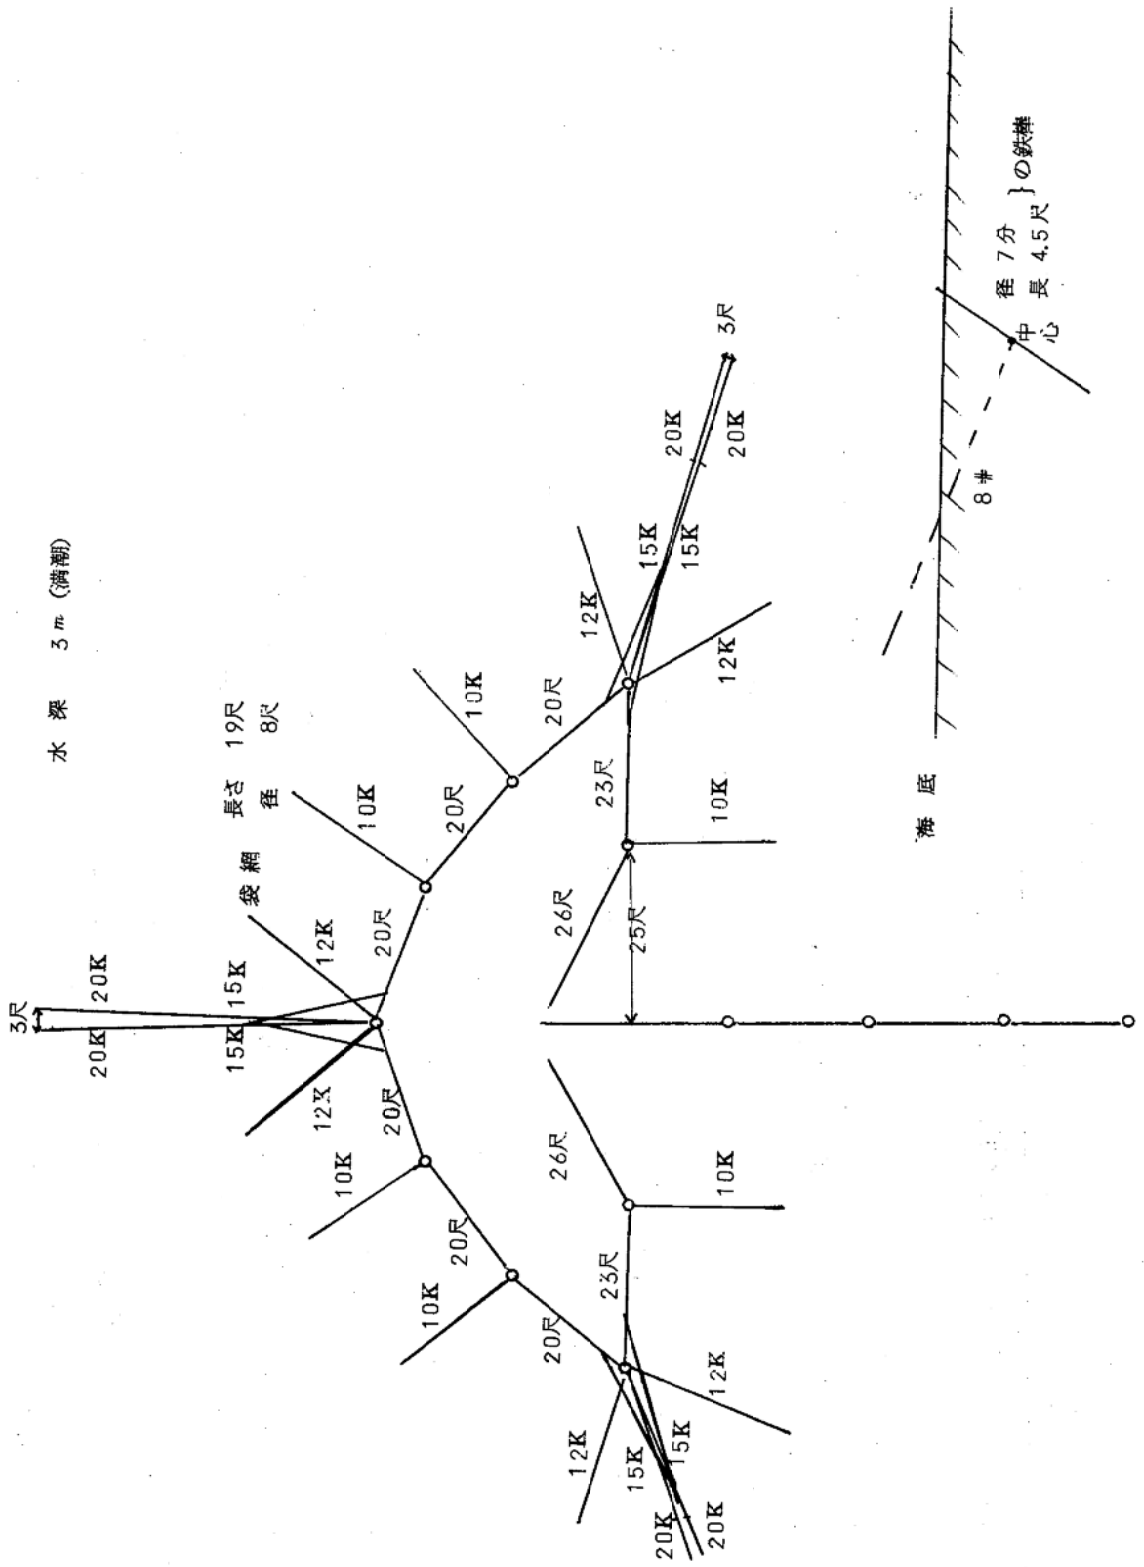 3尺
水深 3m (満潮)
20K 20K
15K 15K
袋網 長さ 19尺
径 8尺
12K 12K
10K 10K
20尺 20尺
10K 10K
20尺 20尺
20尺 20尺
26尺 26尺
12K 12K
23尺 23尺
15K 25尺 15K
15K 15K
20K 20K
20K 12K 10K 10K 12K 20K 3尺
海底
8#
中心
径 7分
長 4.5尺
}の鉄棒